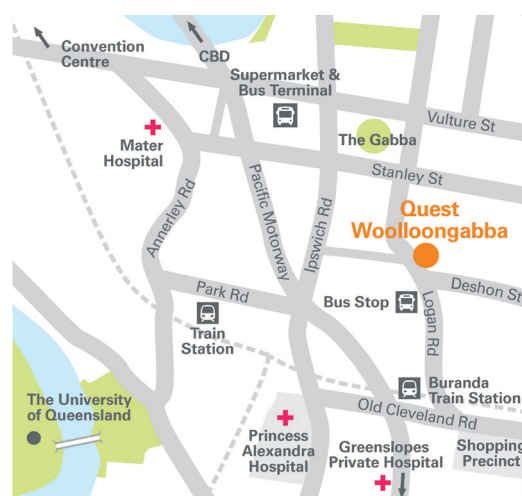 Convention
Centre
CBD
Supermarket &
Bus Terminal
Vulture St
Mater
Hospital
The Gabba
Stanley St
Annerley Rd
Pacific Motorway
Ipswich Rd
Quest
Woolloongabba
Deshon St
Park Rd
Bus Stop
Logan Rd
Train
Station
Buranda
Train Station
The University
of Queensland
Old Cleveland Rd
Princess
Alexandra
Hospital
Greenslopes
Private Hospital
Shopping
Precinct